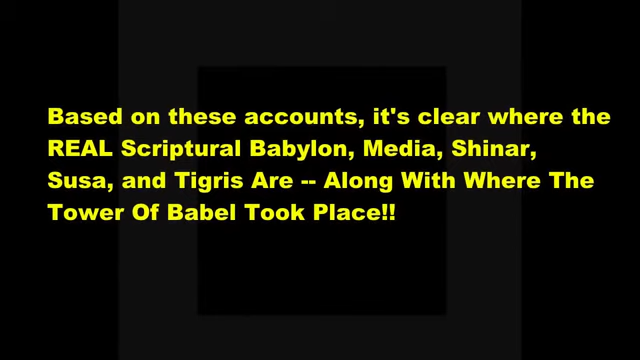 Based on these accounts, it's clear where the
REAL Scriptural Babylon, Media, Shinar,
Susa, and Tigris Are -- Along With Where The
Tower Of Babel Took Place!!